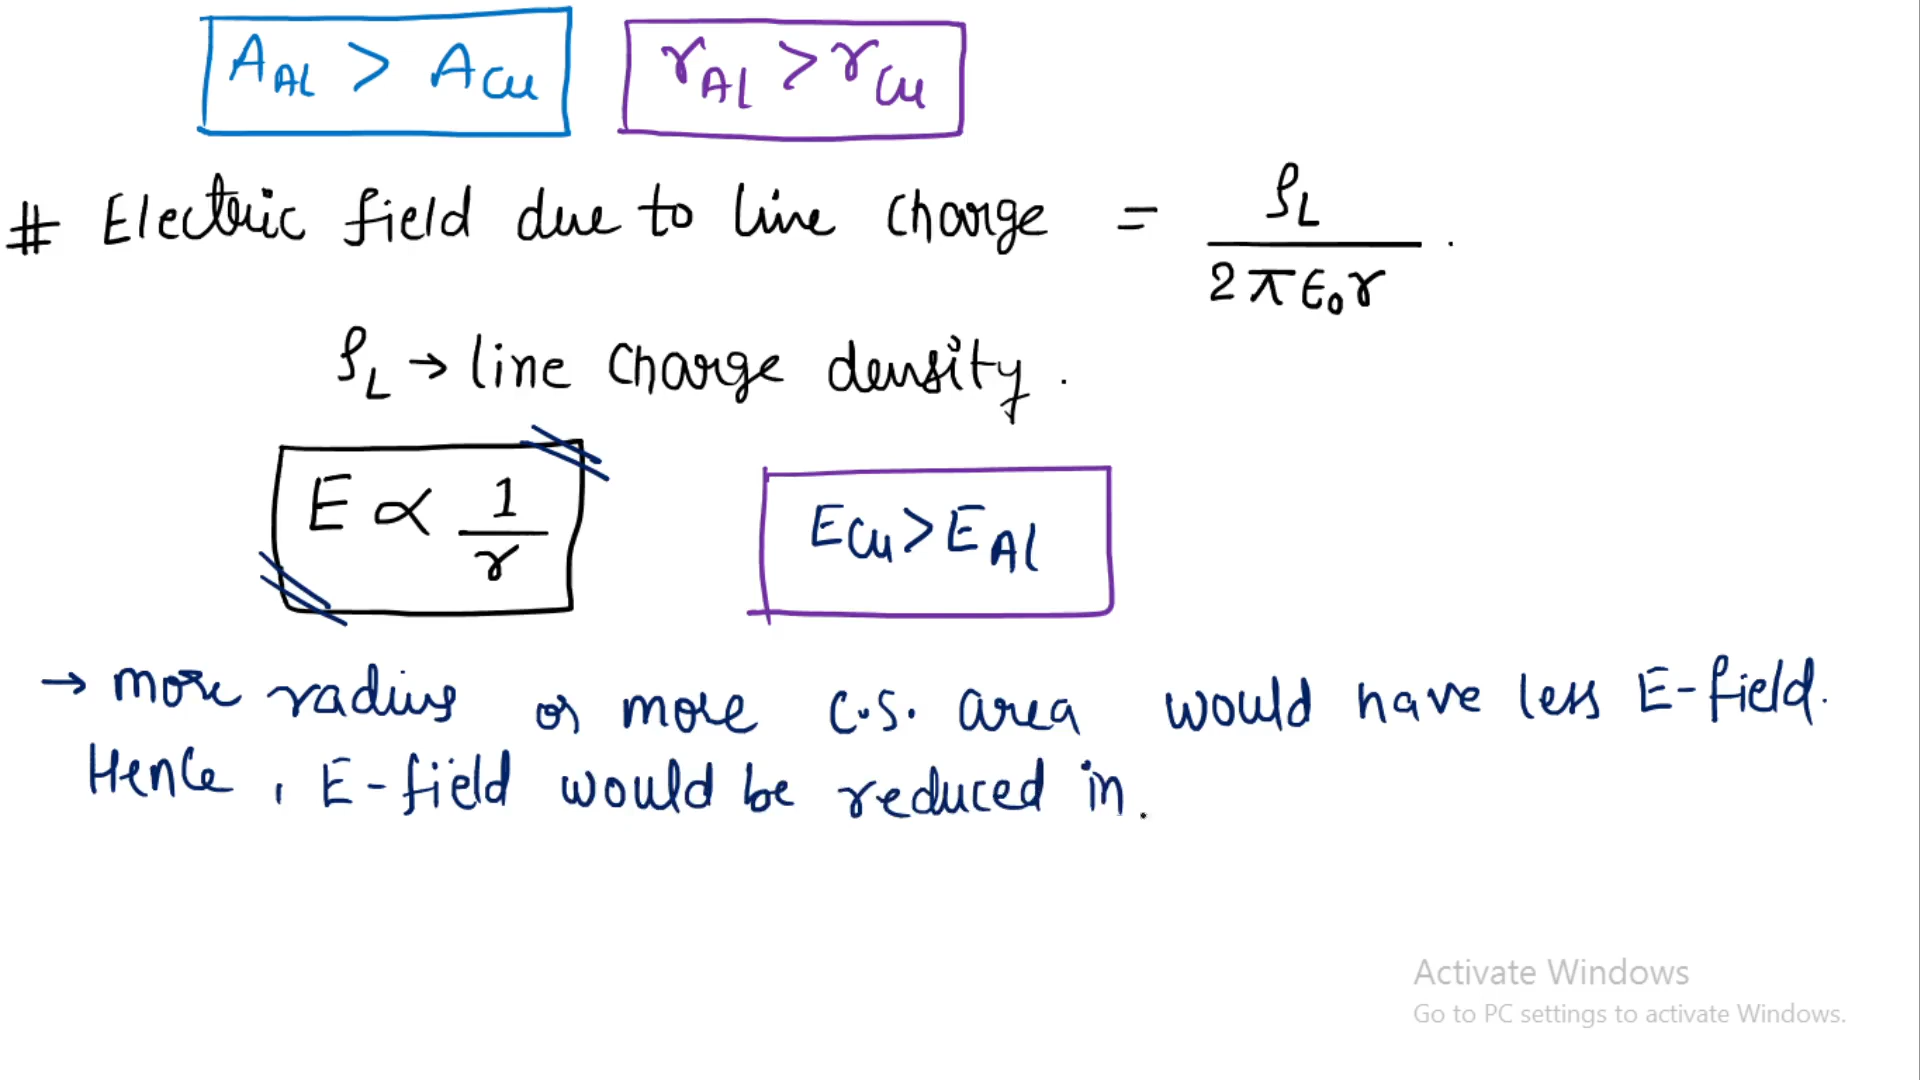 A_Al > A_Cu   r_Al > r_Cu
# Electric field due to line charge = ρ_L / 2πϵ₀r .
ρ_L → line charge density.
E ∝ 1/r   E_Cu > E_Al
→ more radius or more c.s. area would have less E-field.
Hence, E-field would be reduced in.
Activate Windows
Go to PC settings to activate Windows.